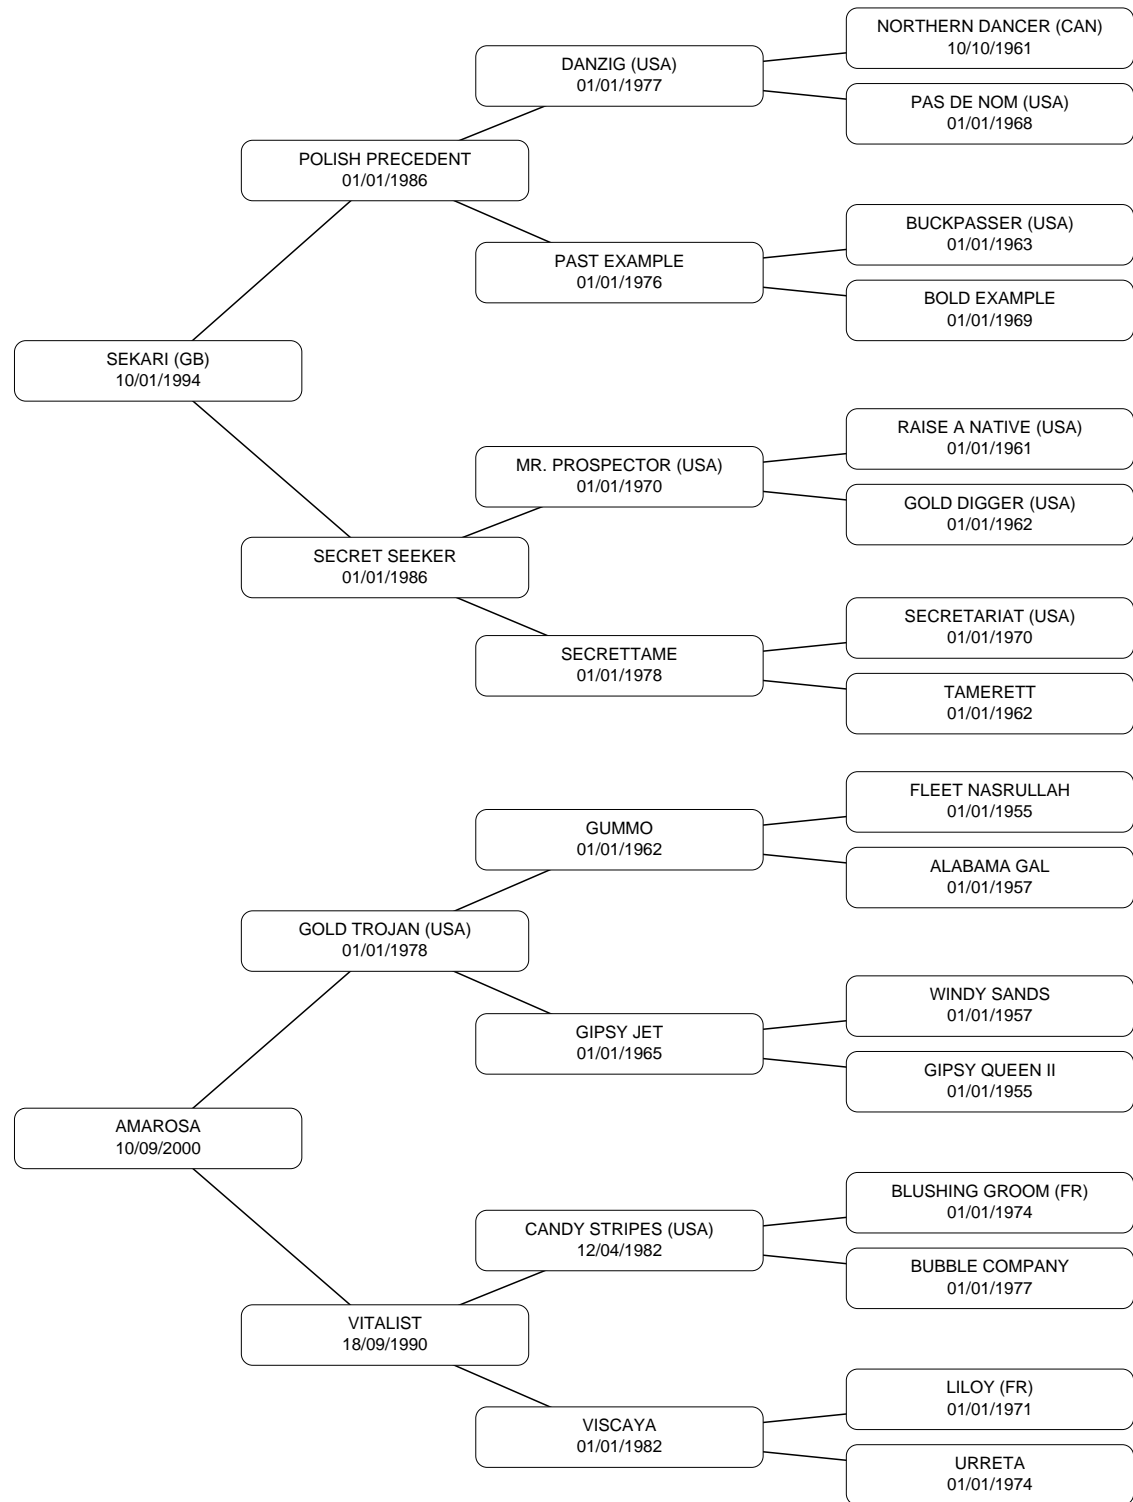 NORTHERN DANCER (CAN)
10/10/1961
DANZIG (USA)
01/01/1977
PAS DE NOM (USA)
01/01/1968
POLISH PRECEDENT
01/01/1986
BUCKPASSER (USA)
01/01/1963
PAST EXAMPLE
01/01/1976
BOLD EXAMPLE
01/01/1969
SEKARI (GB)
10/01/1994
RAISE A NATIVE (USA)
01/01/1961
MR. PROSPECTOR (USA)
01/01/1970
GOLD DIGGER (USA)
01/01/1962
SECRET SEEKER
01/01/1986
SECRETARIAT (USA)
01/01/1970
SECRETTAME
01/01/1978
TAMERETT
01/01/1962
FLEET NASRULLAH
01/01/1955
GUMMO
01/01/1962
ALABAMA GAL
01/01/1957
GOLD TROJAN (USA)
01/01/1978
WINDY SANDS
01/01/1957
GIPSY JET
01/01/1965
GIPSY QUEEN II
01/01/1955
AMAROSA
10/09/2000
BLUSHING GROOM (FR)
01/01/1974
CANDY STRIPES (USA)
12/04/1982
BUBBLE COMPANY
01/01/1977
VITALIST
18/09/1990
LILOY (FR)
01/01/1971
VISCAYA
01/01/1982
URRETA
01/01/1974